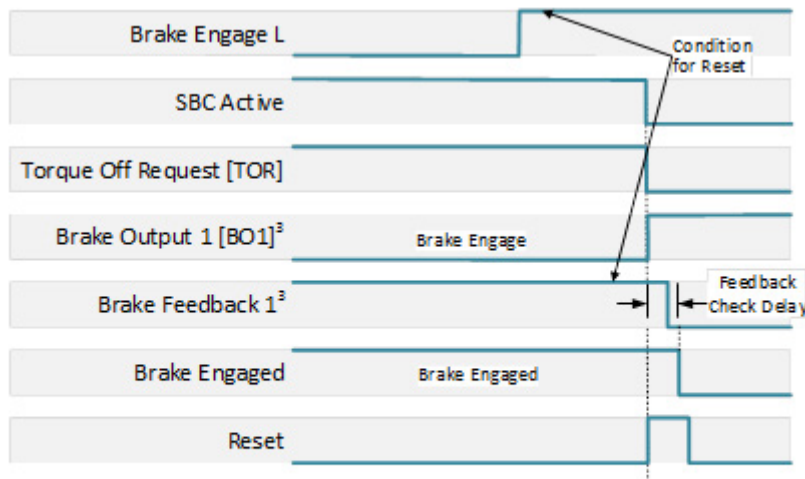 Brake Engage L
Condition
for Reset
SBC Active
Torque Off Request [TOR]
Brake Output 1 [BO1]³
Brake Engage
Brake Feedback 1³
Feedback
Check Delay
Brake Engaged
Brake Engaged
Reset